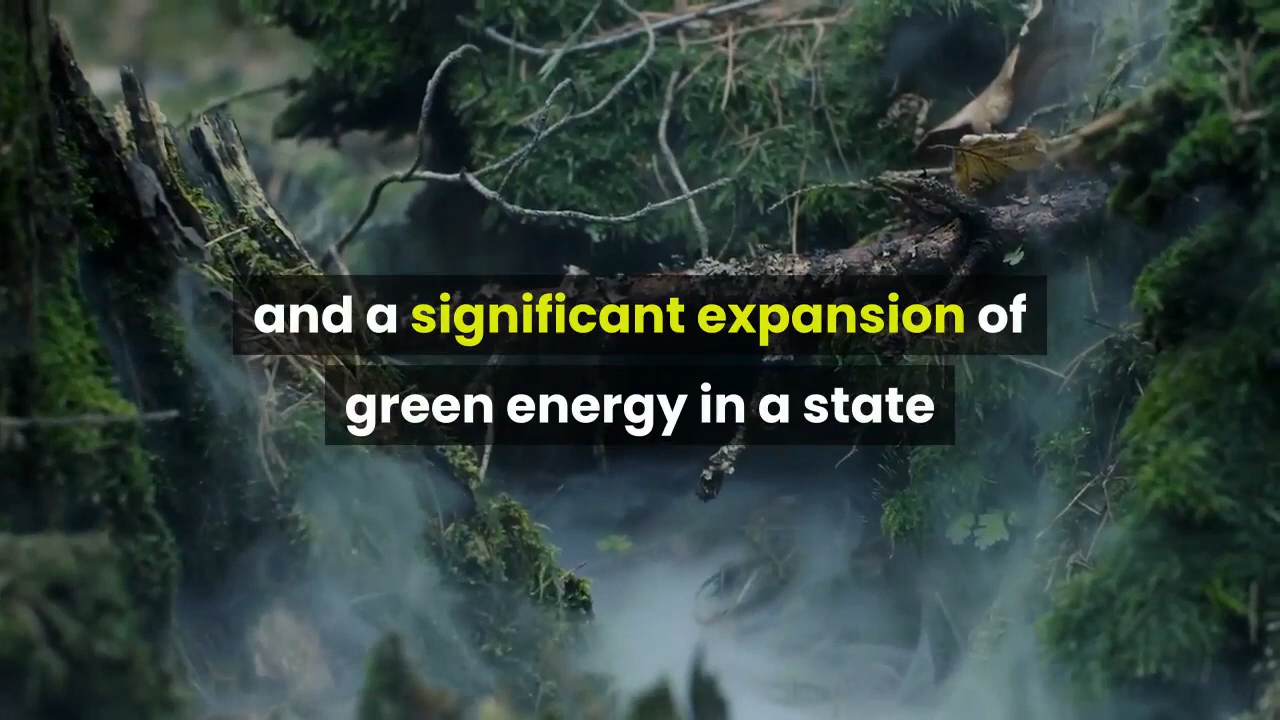 and a significant expansion of
green energy in a state